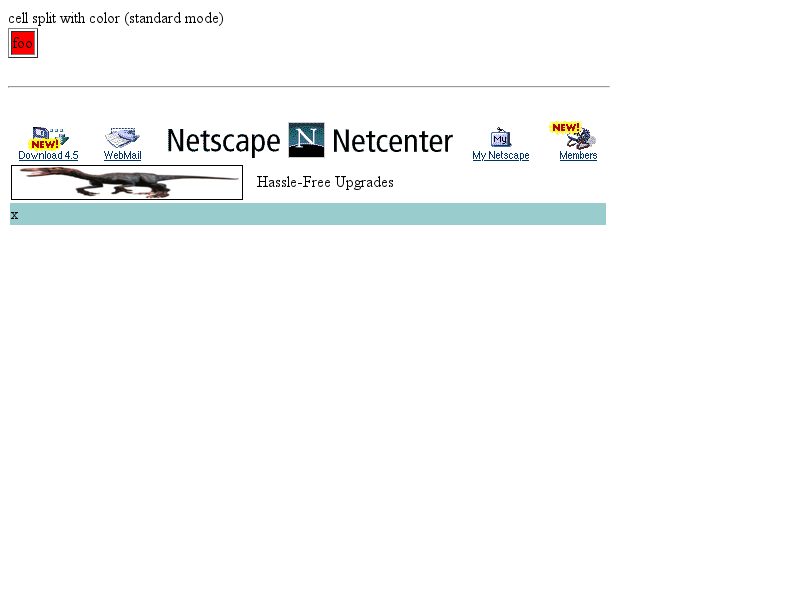 cell split with color (standard mode)
foo
Netscape N Netcenter
NEW! NEW!
My
Download 4.5 WebMail My Netscape Members
Hassle-Free Upgrades
x